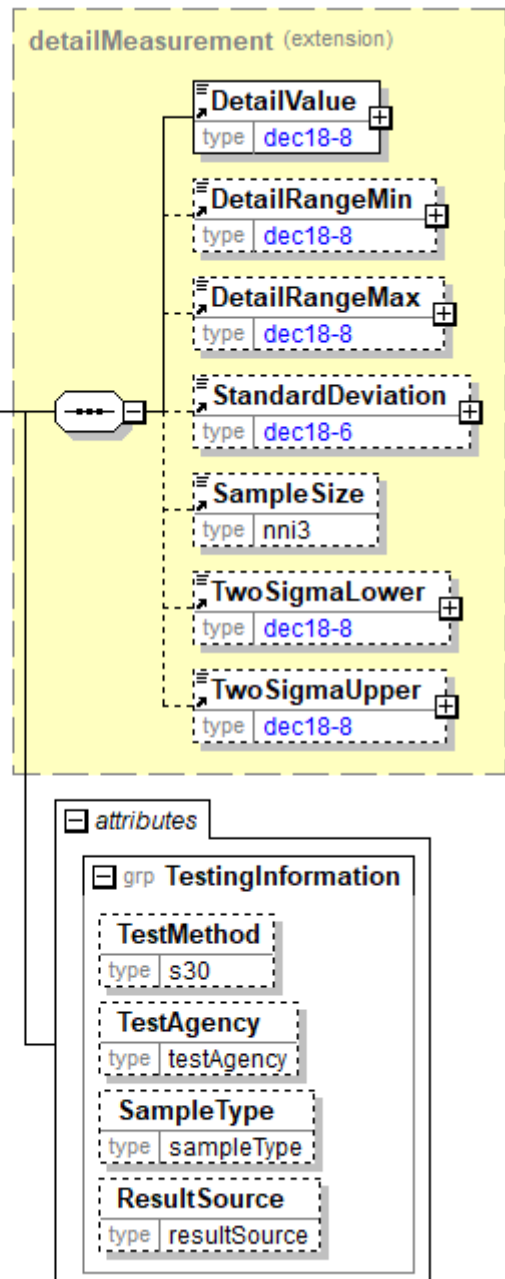 detailMeasurement (extension)
DetailValue
type dec18-8
DetailRangeMin
type dec18-8
DetailRangeMax
type dec18-8
StandardDeviation
type dec18-6
SampleSize
type nni3
TwoSigmaLower
type dec18-8
TwoSigmaUpper
type dec18-8
attributes
grp TestingInformation
TestMethod
type s30
TestAgency
type testAgency
SampleType
type sampleType
ResultSource
type resultSource